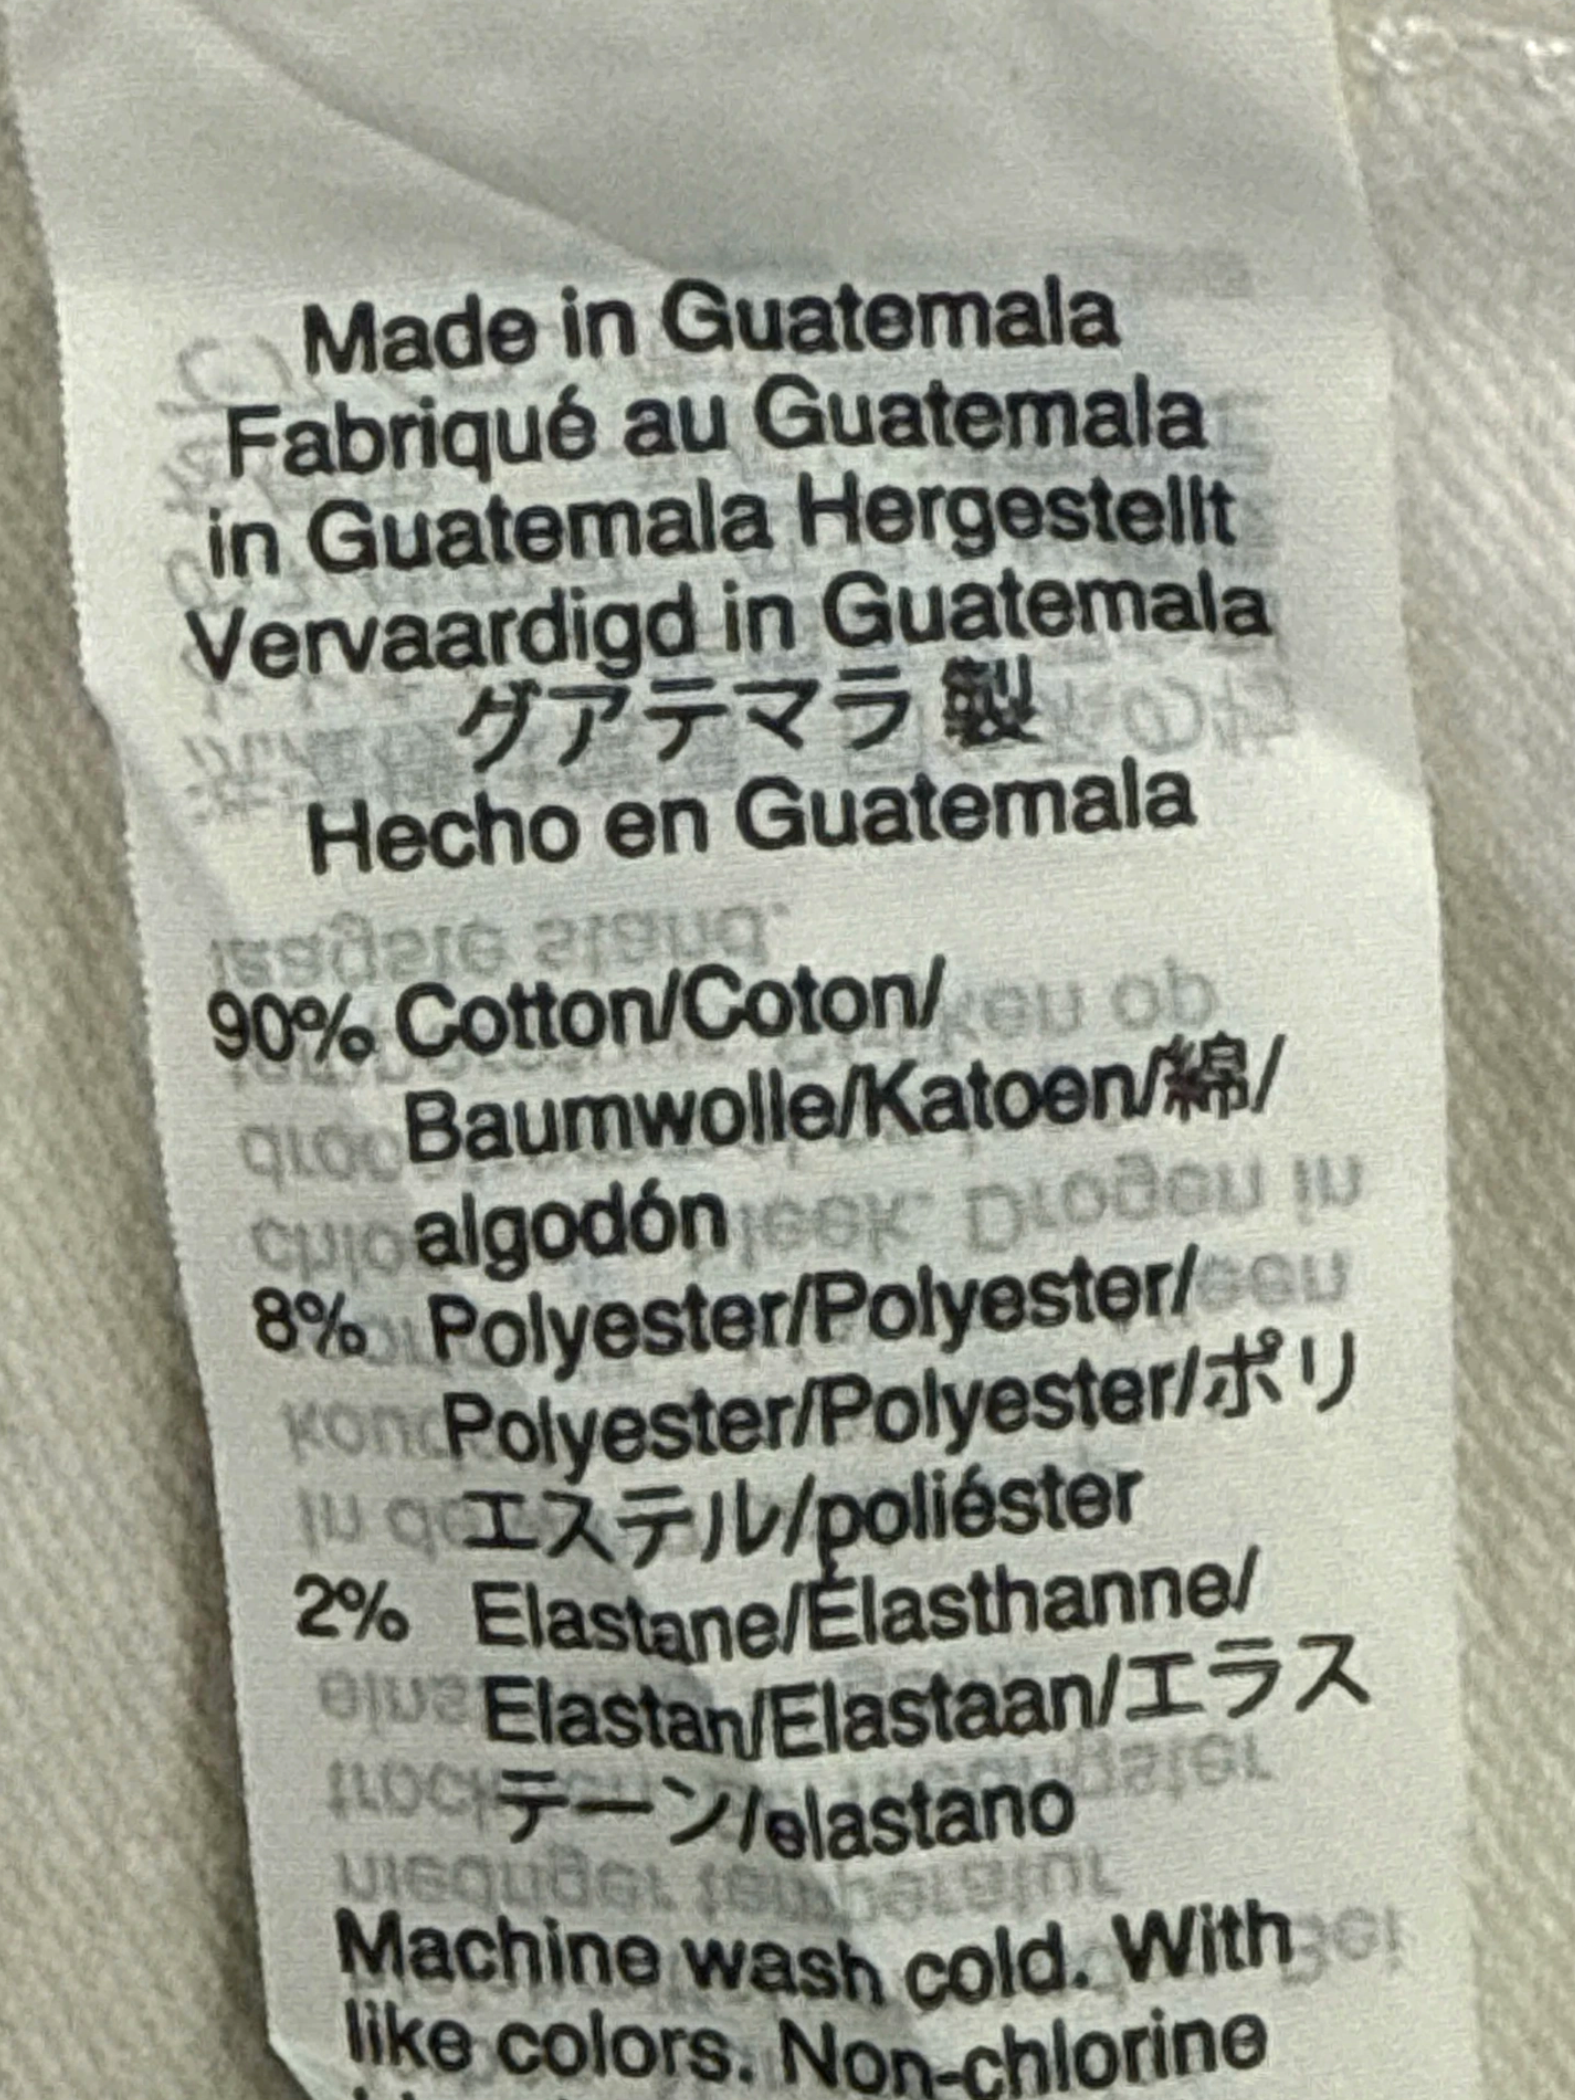 Made in Guatemala
Fabriqué au Guatemala
in Guatemala Hergestellt
Vervaardigd in Guatemala
グアテマラ 製
Hecho en Guatemala
90% Cotton/Coton/
Baumwolle/Katoen/綿/
algodón
8% Polyester/Polyester/
Polyester/Polyester/ポリ
エステル/poliéster
2% Elastane/Élasthanne/
Elastan/Elastaan/エラス
テーン/elastano
Machine wash cold. With
like colors. Non-chlorine